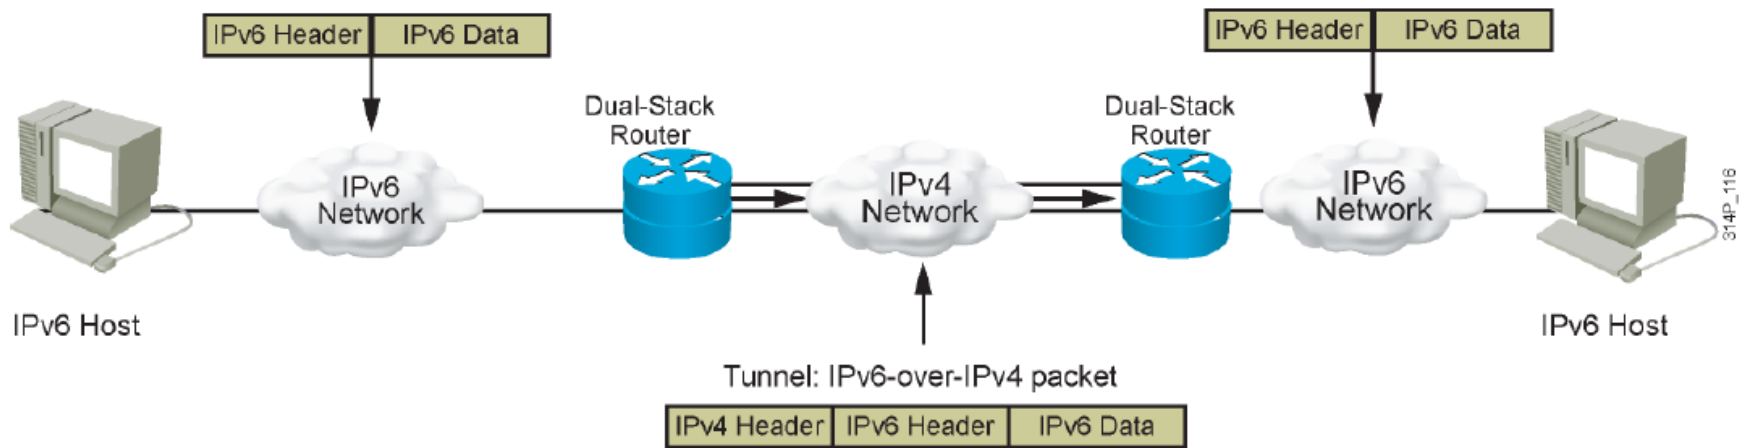 IPv6 Header IPv6 Data
IPv6 Header IPv6 Data
Dual-Stack
Router
Dual-Stack
Router
IPv6
Network
IPv4
Network
IPv6
Network
314P_116
IPv6 Host
IPv6 Host
Tunnel: IPv6-over-IPv4 packet
IPv4 Header IPv6 Header IPv6 Data